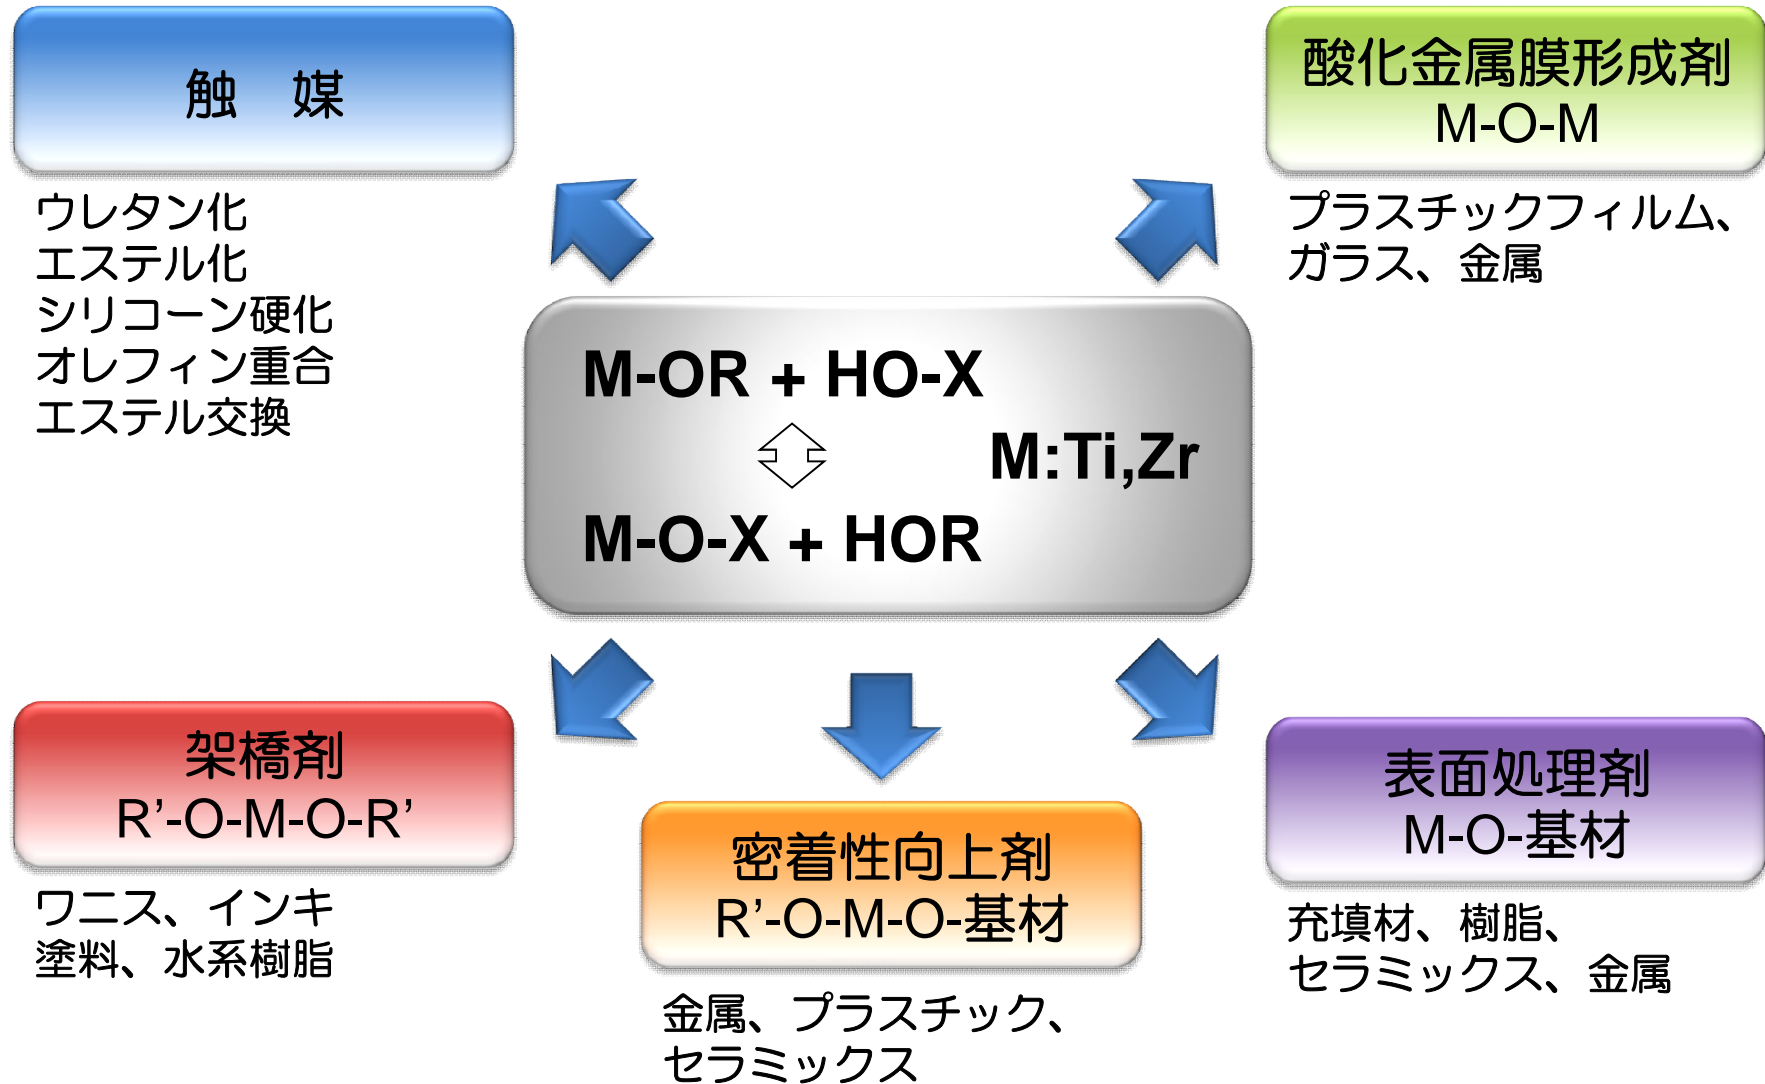 触　媒
ウレタン化
エステル化
シリコーン硬化
オレフィン重合
エステル交換
酸化金属膜形成剤
M-O-M
プラスチックフィルム、
ガラス、金属
M-OR + HO-X
M:Ti,Zr
M-O-X + HOR
架橋剤
R’-O-M-O-R’
ワニス、インキ
塗料、水系樹脂
密着性向上剤
R’-O-M-O-基材
金属、プラスチック、
セラミックス
表面処理剤
M-O-基材
充填材、樹脂、
セラミックス、金属